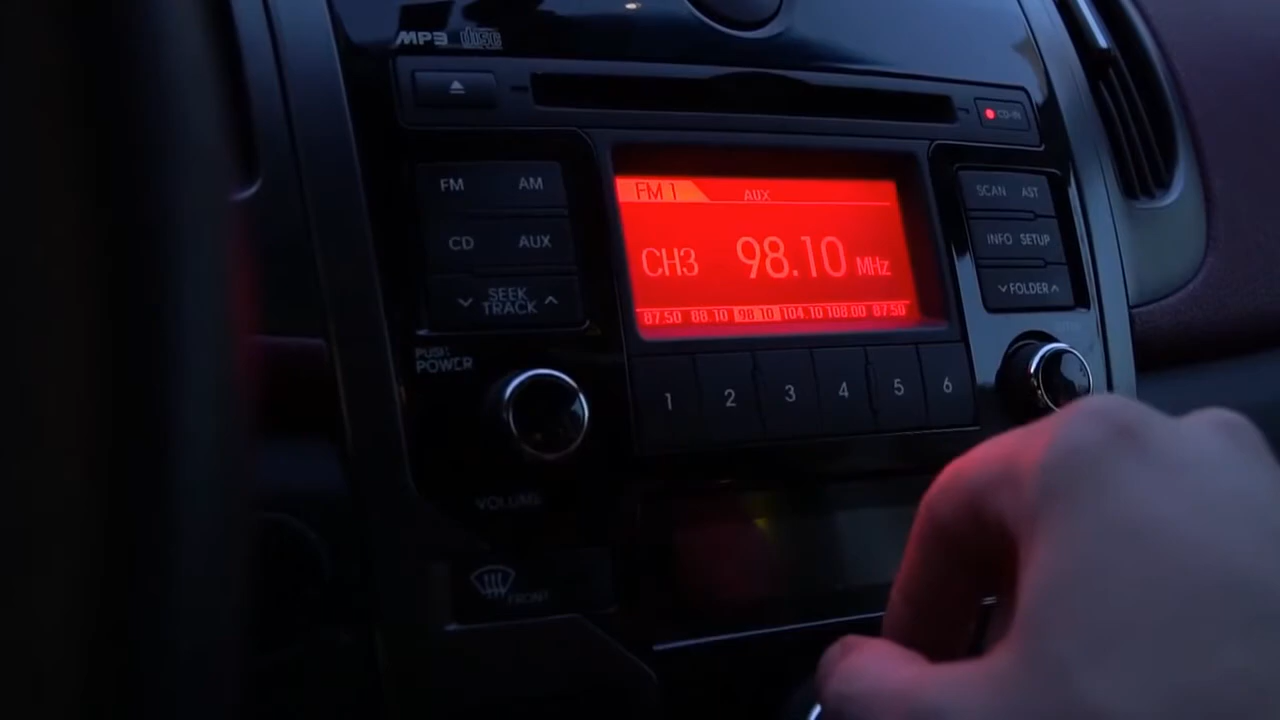 MP3 disc
CD-IN
FM AM
CD AUX
SEEK
TRACK
PUSH
POWER
VOLUME
FM 1 AUX
CH3 98.10 MHz
87.50 88.10 98.10 104.10 108.00 87.50
1 2 3 4 5 6
SCAN AST
INFO SETUP
FOLDER
FRONT